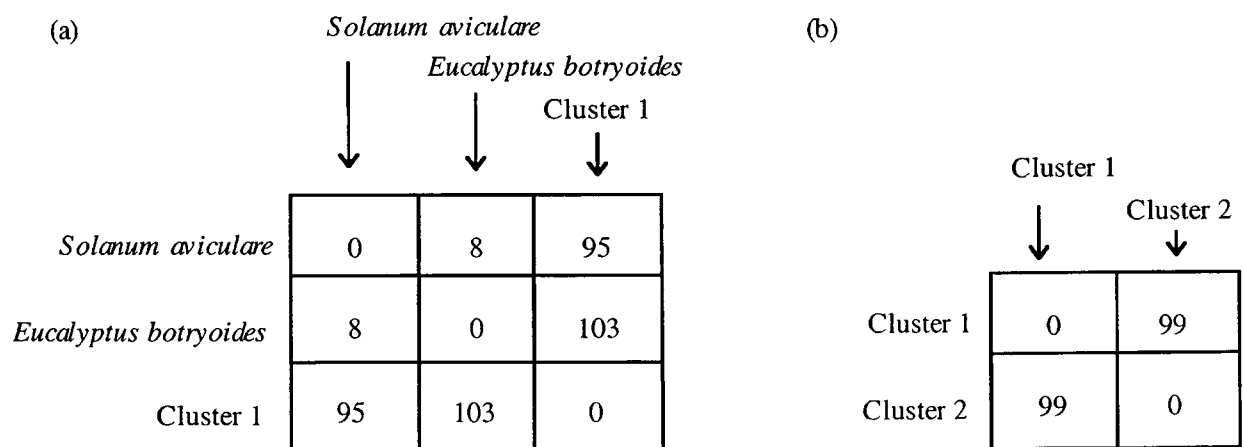 (a)
Solanum aviculare
Eucalyptus botryoides
Cluster 1
Solanum aviculare 0 8 95
Eucalyptus botryoides 8 0 103
Cluster 1 95 103 0
(b)
Cluster 1
Cluster 2
Cluster 1 0 99
Cluster 2 99 0